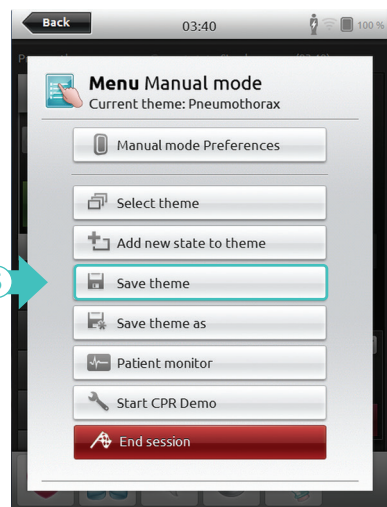 Back
03:40
100 %
Menu Manual mode
Current theme: Pneumothorax
Manual mode Preferences
Select theme
Add new state to theme
Save theme
Save theme as
Patient monitor
Start CPR Demo
End session